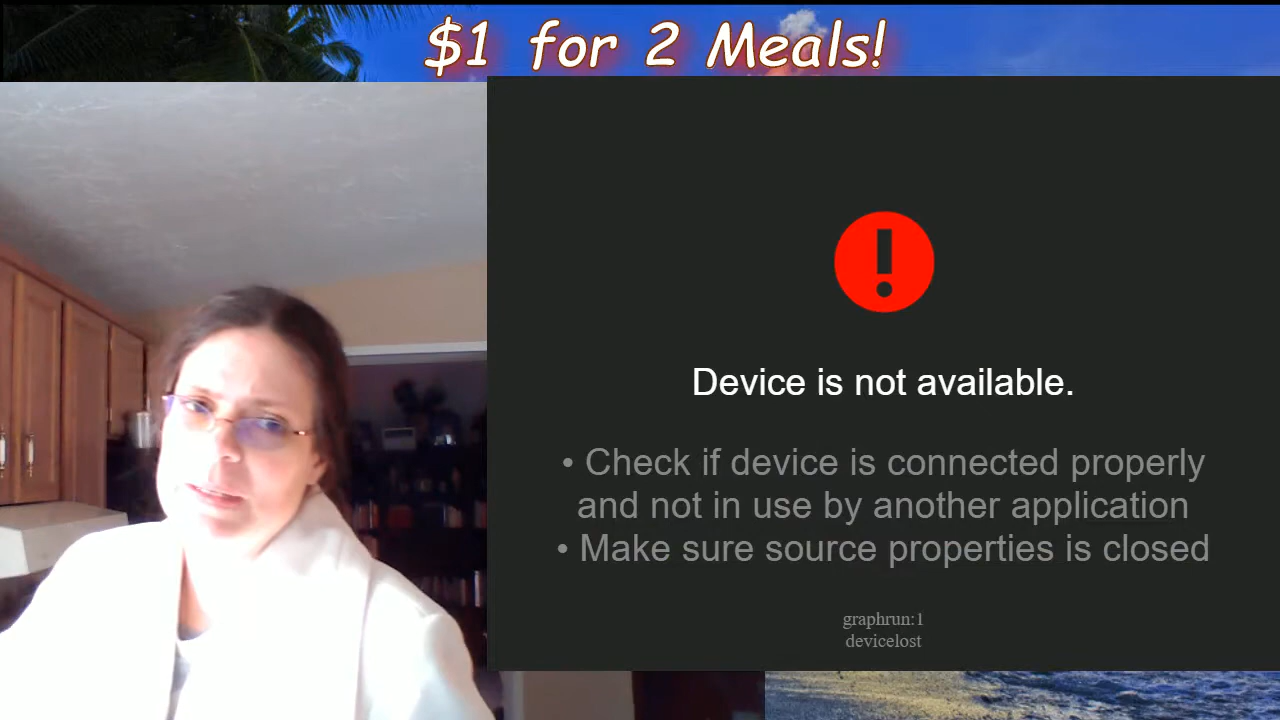 $1 for 2 Meals!
Device is not available.
• Check if device is connected properly
and not in use by another application
• Make sure source properties is closed
graphrun:1
devicelost